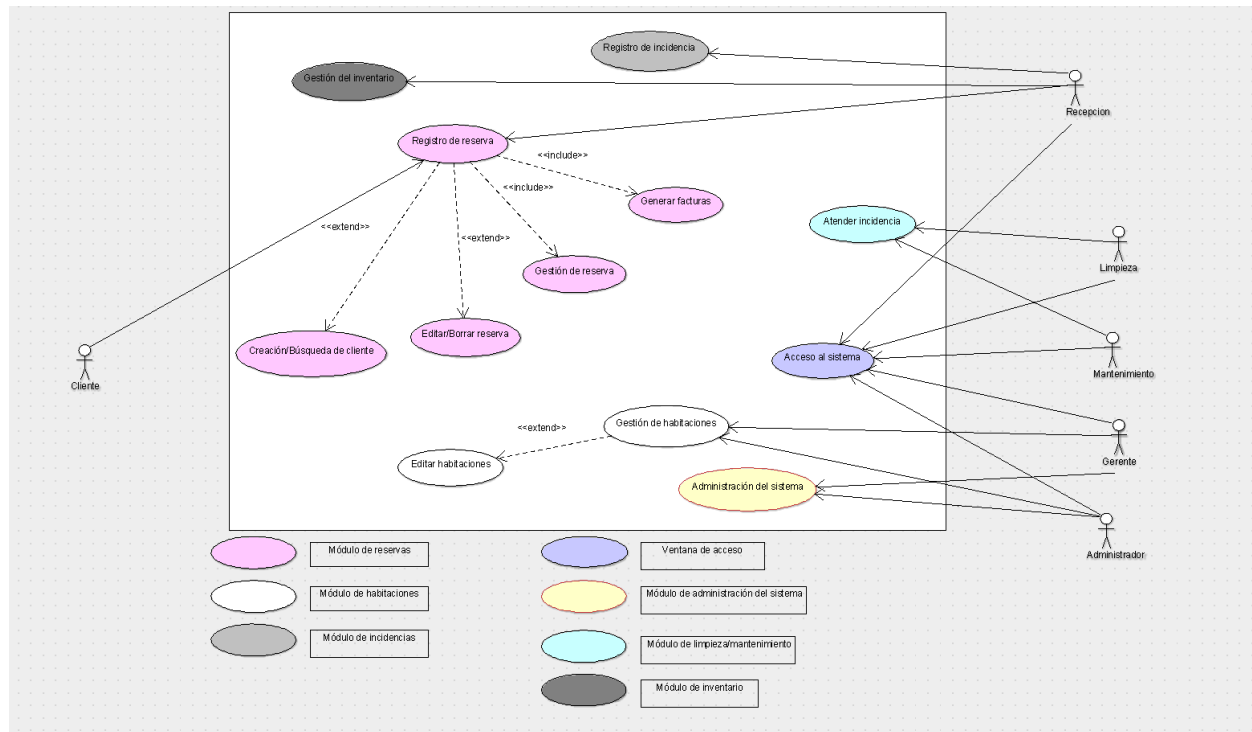 Registro de incidencia
Gestión del inventario
Recepcion
Registro de reserva
<<include>>
<<include>>
Generar facturas
Atender incidencia
<<extend>>
<<extend>>
Limpieza
Gestión de reserva
Editar/Borrar reserva
Creación/Búsqueda de cliente
Acceso al sistema
Mantenimiento
Cliente
Gestión de habitaciones
<<extend>>
Editar habitaciones
Gerente
Administración del sistema
Administrador
Módulo de reservas
Ventana de acceso
Módulo de habitaciones
Módulo de administración del sistema
Módulo de incidencias
Módulo de limpieza/mantenimiento
Módulo de inventario